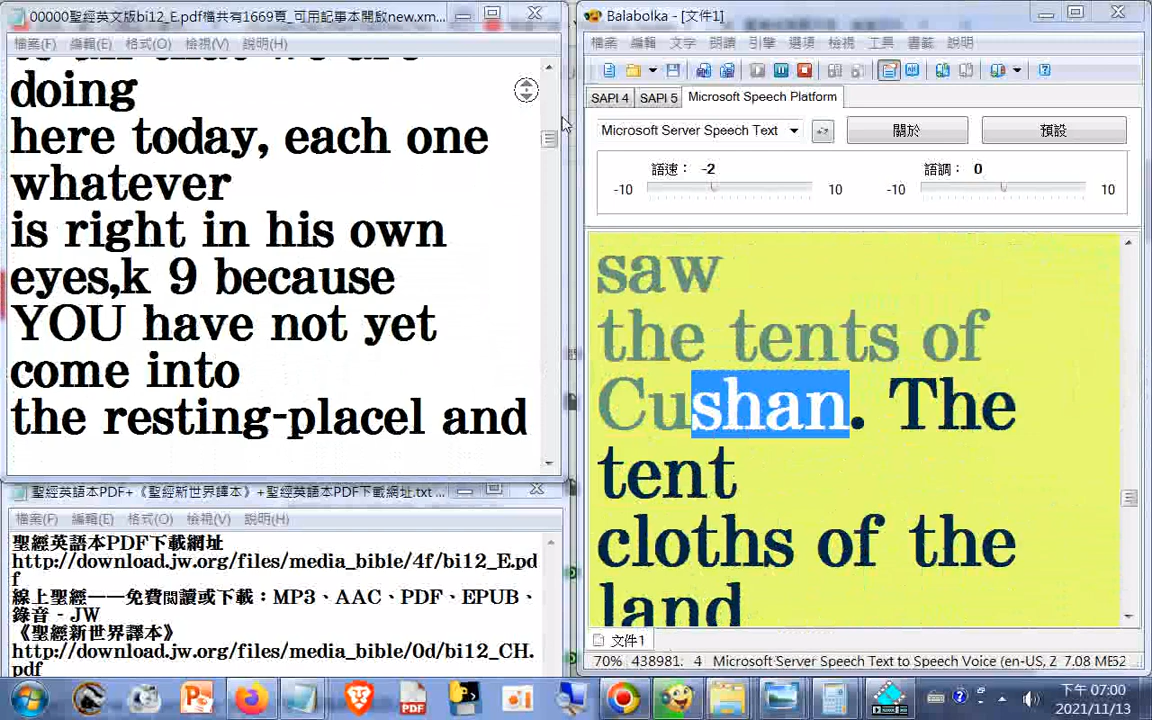 00000聖經英文版bi12_E.pdf檔共有1669頁_可用記事本開啟new.xm...
檔案(F) 編輯(E) 格式(O) 檢視(V) 說明(H)
doing
here today, each one
whatever
is right in his own
eyes,k 9 because
YOU have not yet
come into
the resting-placel and
聖經英語本PDF+《聖經新世界譯本》+聖經英語本PDF下載網址.txt ...
檔案(F) 編輯(E) 格式(O) 檢視(V) 說明(H)
聖經英語本PDF下載網址
http://download.jw.org/files/media_bible/4f/bi12_E.pd
f
線上聖經——免費閱讀或下載：MP3、AAC、PDF、EPUB、
錄音 - JW
《聖經新世界譯本》
http://download.jw.org/files/media_bible/0d/bi12_CH.
pdf
Balabolka - [文件1]
檔案 編輯 文字 朗讀 引擎 選項 檢視 工具 書籤 說明
SAPI 4 SAPI 5 Microsoft Speech Platform
Microsoft Server Speech Text 關於 預設
語速： -2 語調： 0
-10 10 -10 10
saw
the tents of
Cushan. The
tent
cloths of the
land
文件1
70% 438981. 4 Microsoft Server Speech Text to Speech Voice (en-US, Z 7.08 ME52
下午 07:00
2021/11/13